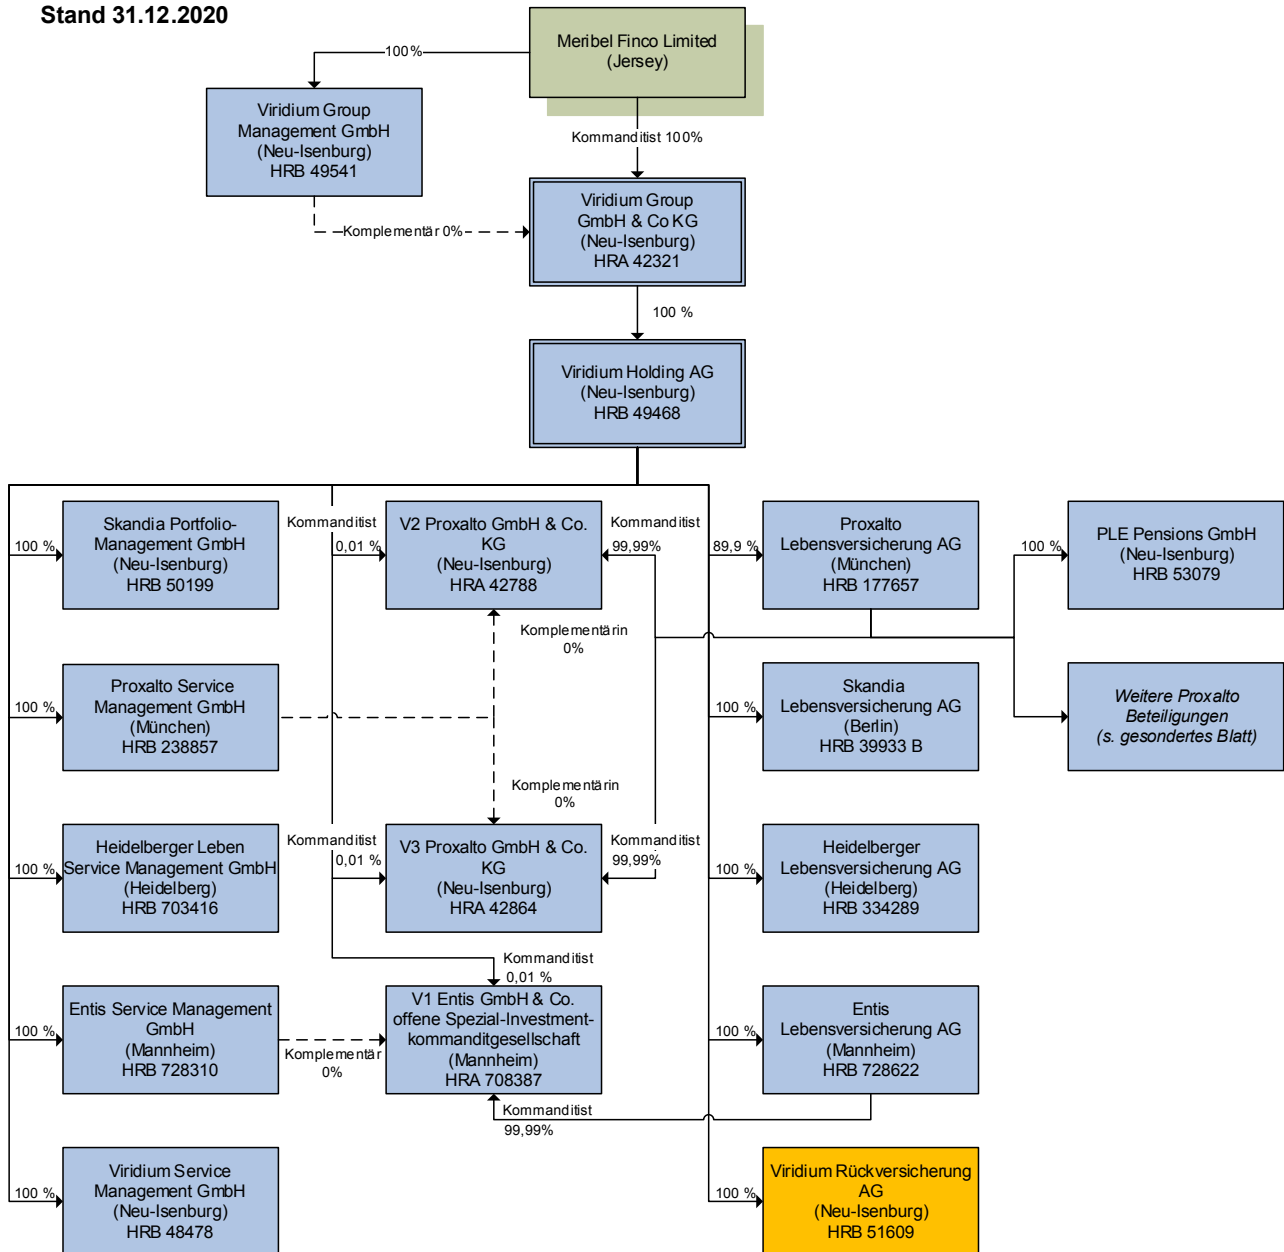 Stand 31.12.2020
Meribel Finco Limited
(Jersey)
100%
Viridium Group
Management GmbH
(Neu-Isenburg)
HRB 49541
Kommanditist 100%
Komplementär 0%
Viridium Group
GmbH & Co KG
(Neu-Isenburg)
HRA 42321
100 %
Viridium Holding AG
(Neu-Isenburg)
HRB 49468
100 %
Skandia Portfolio-
Management GmbH
(Neu-Isenburg)
HRB 50199
Kommanditist
0,01 %
V2 Proxalto GmbH & Co.
KG
(Neu-Isenburg)
HRA 42788
Kommanditist
99,99%
89,9 %
Proxalto
Lebensversicherung AG
(München)
HRB 177657
100 %
PLE Pensions GmbH
(Neu-Isenburg)
HRB 53079
Komplementärin
0%
100 %
Proxalto Service
Management GmbH
(München)
HRB 238857
100 %
Skandia
Lebensversicherung AG
(Berlin)
HRB 39933 B
Weitere Proxalto
Beteiligungen
(s. gesondertes Blatt)
Komplementärin
0%
100 %
Heidelberger Leben
Service Management GmbH
(Heidelberg)
HRB 703416
Kommanditist
0,01 %
V3 Proxalto GmbH & Co.
KG
(Neu-Isenburg)
HRA 42864
Kommanditist
99,99%
100 %
Heidelberger
Lebensversicherung AG
(Heidelberg)
HRB 334289
Kommanditist
0,01 %
100 %
Entis Service Management
GmbH
(Mannheim)
HRB 728310
Komplementär
0%
V1 Entis GmbH & Co.
offene Spezial-Investment-
kommanditgesellschaft
(Mannheim)
HRA 708387
100 %
Entis
Lebensversicherung AG
(Mannheim)
HRB 728622
Kommanditist
99,99%
100 %
Viridium Service
Management GmbH
(Neu-Isenburg)
HRB 48478
100 %
Viridium Rückversicherung
AG
(Neu-Isenburg)
HRB 51609